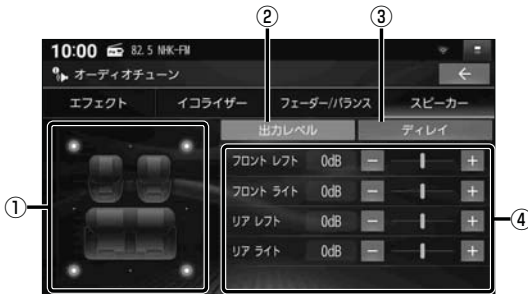 ② ③
10:00 82.5 NHK-FM
オーディオチューン
エフェクト イコライザー フェーダー/バランス スピーカー
出力レベル ディレイ
フロント レフト 0dB − +
フロント ライト 0dB − +
リア レフト 0dB − +
リア ライト 0dB − +
① ④